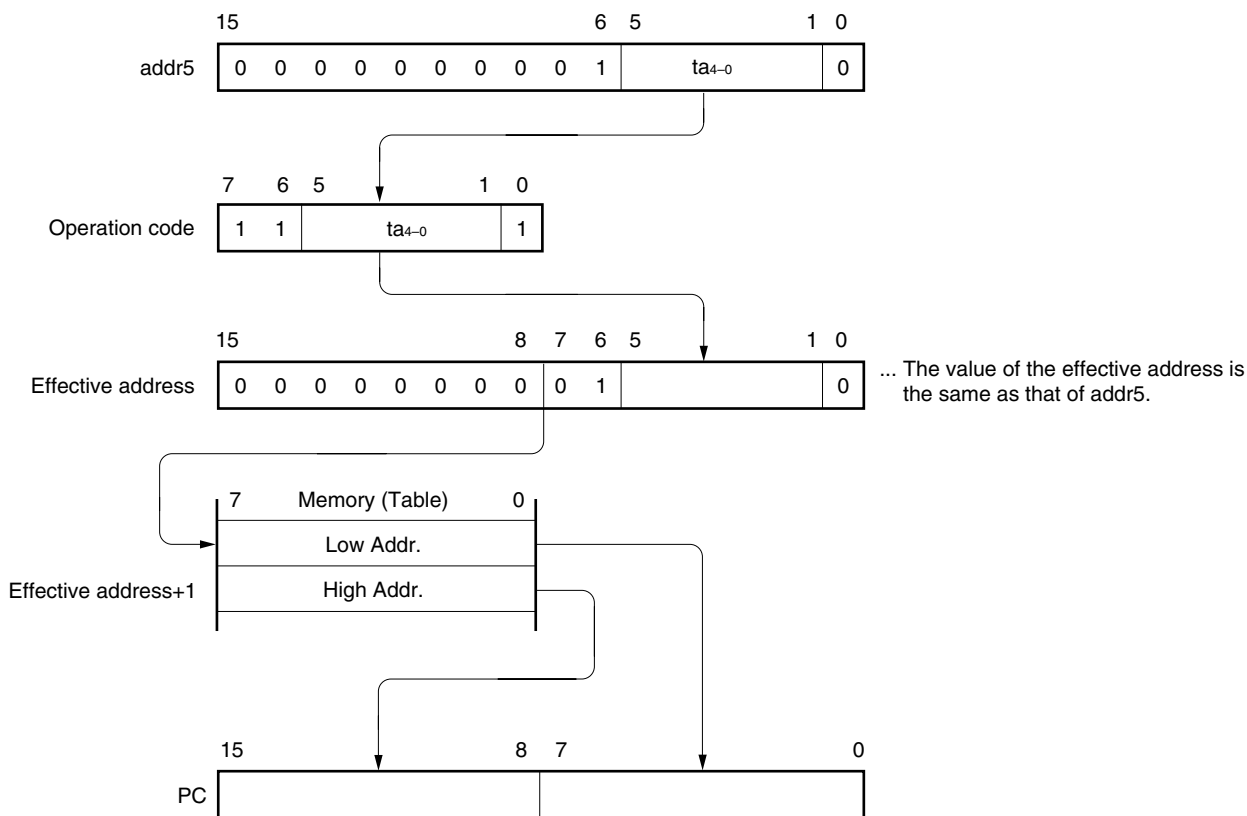 15 6 5 1 0
addr5 0 0 0 0 0 0 0 0 0 1 ta4–0 0
7 6 5 1 0
Operation code 1 1 ta4–0 1
15 8 7 6 5 1 0
Effective address 0 0 0 0 0 0 0 0 0 1 0
... The value of the effective address is
the same as that of addr5.
7 Memory (Table) 0
Low Addr.
Effective address+1 High Addr.
15 8 7 0
PC